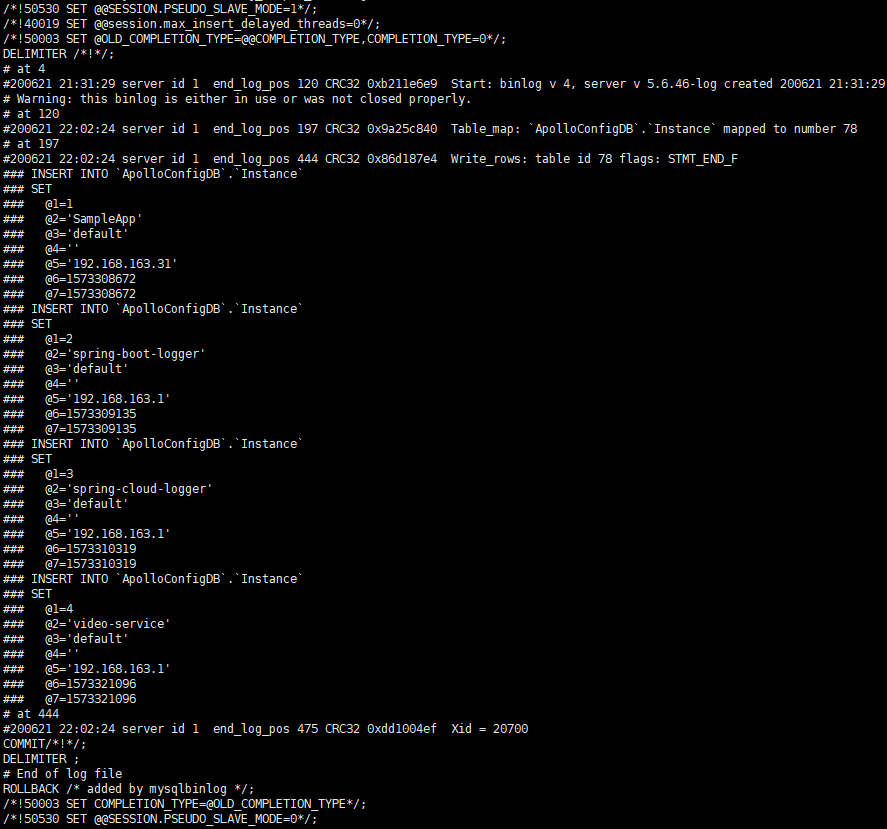 /*!50530 SET @@SESSION.PSEUDO_SLAVE_MODE=1*/;
/*!40019 SET @@session.max_insert_delayed_threads=0*/;
/*!50003 SET @OLD_COMPLETION_TYPE=@@COMPLETION_TYPE,COMPLETION_TYPE=0*/;
DELIMITER /*!*/;
# at 4
#200621 21:31:29 server id 1  end_log_pos 120 CRC32 0xb211e6e9  Start: binlog v 4, server v 5.6.46-log created 200621 21:31:29
# Warning: this binlog is either in use or was not closed properly.
# at 120
#200621 22:02:24 server id 1  end_log_pos 197 CRC32 0x9a25c840  Table_map: `ApolloConfigDB`.`Instance` mapped to number 78
# at 197
#200621 22:02:24 server id 1  end_log_pos 444 CRC32 0x86d187e4  Write_rows: table id 78 flags: STMT_END_F
### INSERT INTO `ApolloConfigDB`.`Instance`
### SET
###   @1=1
###   @2='SampleApp'
###   @3='default'
###   @4=''
###   @5='192.168.163.31'
###   @6=1573308672
###   @7=1573308672
### INSERT INTO `ApolloConfigDB`.`Instance`
### SET
###   @1=2
###   @2='spring-boot-logger'
###   @3='default'
###   @4=''
###   @5='192.168.163.1'
###   @6=1573309135
###   @7=1573309135
### INSERT INTO `ApolloConfigDB`.`Instance`
### SET
###   @1=3
###   @2='spring-cloud-logger'
###   @3='default'
###   @4=''
###   @5='192.168.163.1'
###   @6=1573310319
###   @7=1573310319
### INSERT INTO `ApolloConfigDB`.`Instance`
### SET
###   @1=4
###   @2='video-service'
###   @3='default'
###   @4=''
###   @5='192.168.163.1'
###   @6=1573321096
###   @7=1573321096
# at 444
#200621 22:02:24 server id 1  end_log_pos 475 CRC32 0xdd1004ef  Xid = 20700
COMMIT/*!*/;
DELIMITER ;
# End of log file
ROLLBACK /* added by mysqlbinlog */;
/*!50003 SET COMPLETION_TYPE=@OLD_COMPLETION_TYPE*/;
/*!50530 SET @@SESSION.PSEUDO_SLAVE_MODE=0*/;